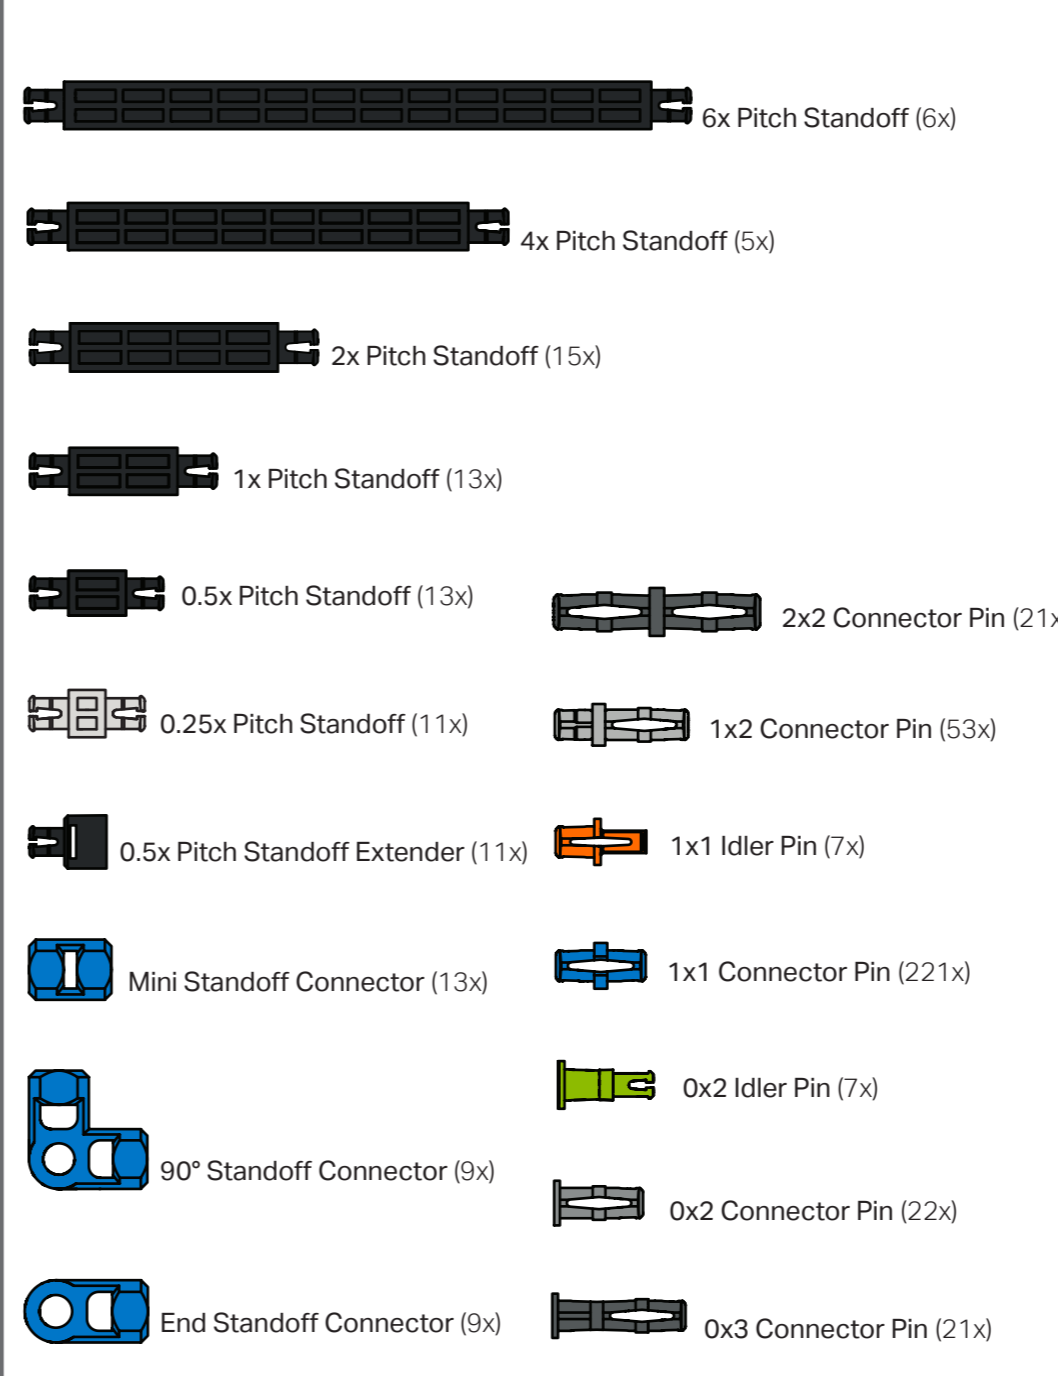 6x Pitch Standoff (6x)
4x Pitch Standoff (5x)
2x Pitch Standoff (15x)
1x Pitch Standoff (13x)
0.5x Pitch Standoff (13x)
0.25x Pitch Standoff (11x)
0.5x Pitch Standoff Extender (11x)
Mini Standoff Connector (13x)
90° Standoff Connector (9x)
End Standoff Connector (9x)
2x2 Connector Pin (21x
1x2 Connector Pin (53x)
1x1 Idler Pin (7x)
1x1 Connector Pin (221x)
0x2 Idler Pin (7x)
0x2 Connector Pin (22x)
0x3 Connector Pin (21x)